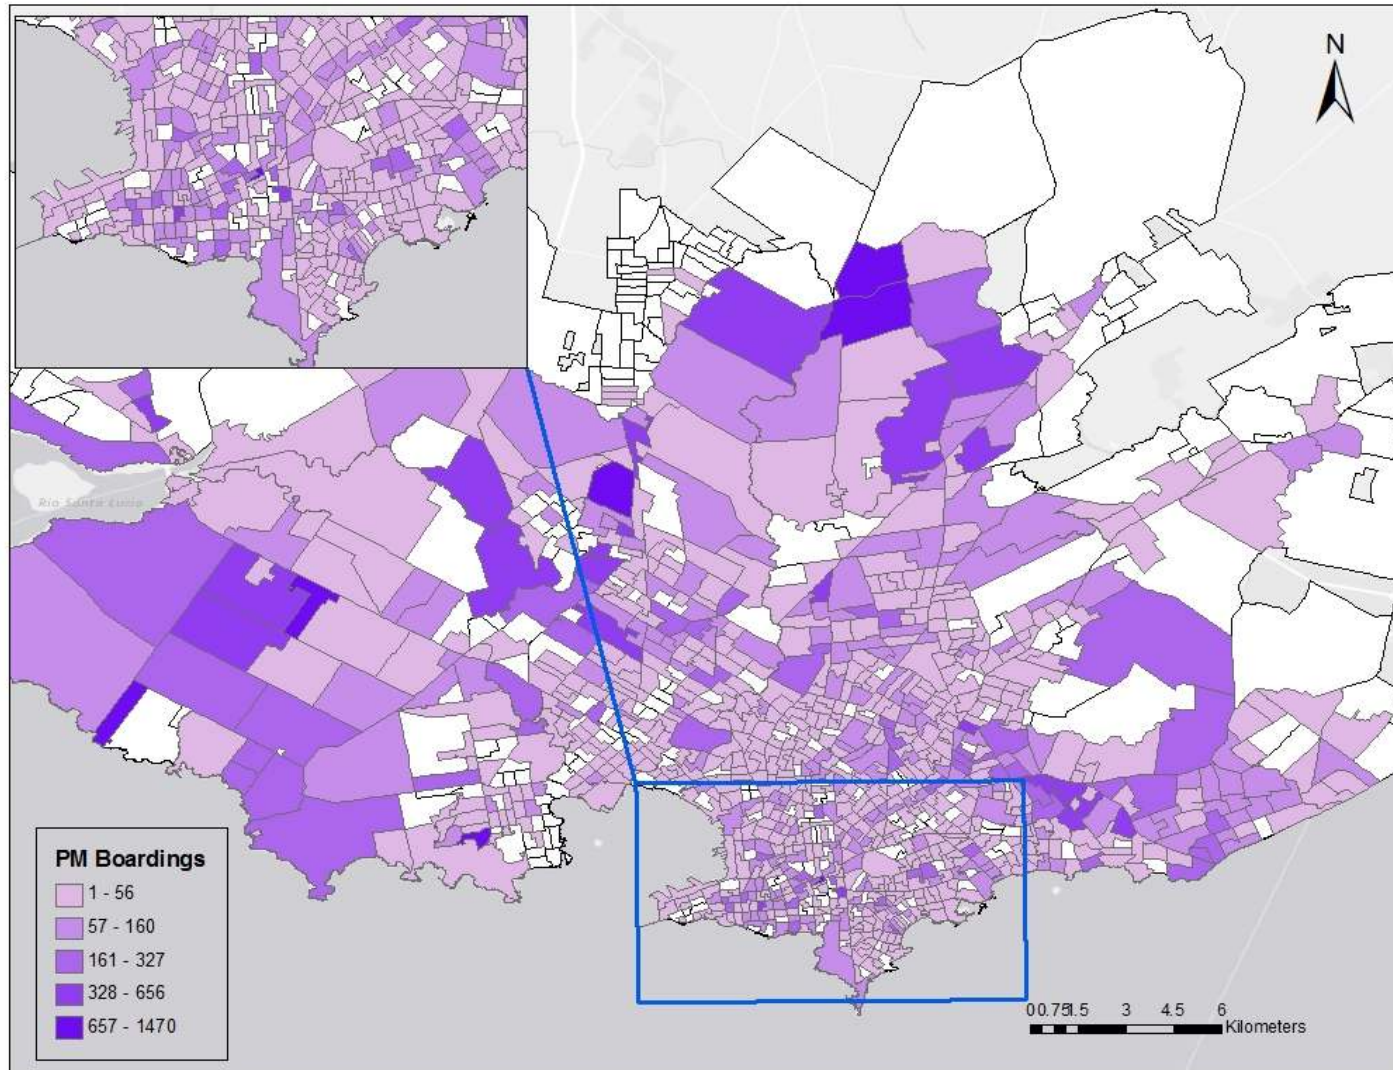 N
Rio Santa Lucia
PM Boardings
1 - 56
57 - 160
161 - 327
328 - 656
657 - 1470
0 0.75 1.5 3 4.5 6
Kilometers